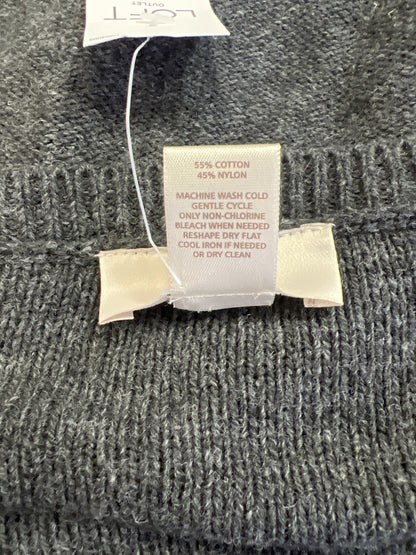 LOFT
OUTLET
55% COTTON
45% NYLON
MACHINE WASH COLD
GENTLE CYCLE
ONLY NON-CHLORINE
BLEACH WHEN NEEDED
RESHAPE DRY FLAT
COOL IRON IF NEEDED
OR DRY CLEAN